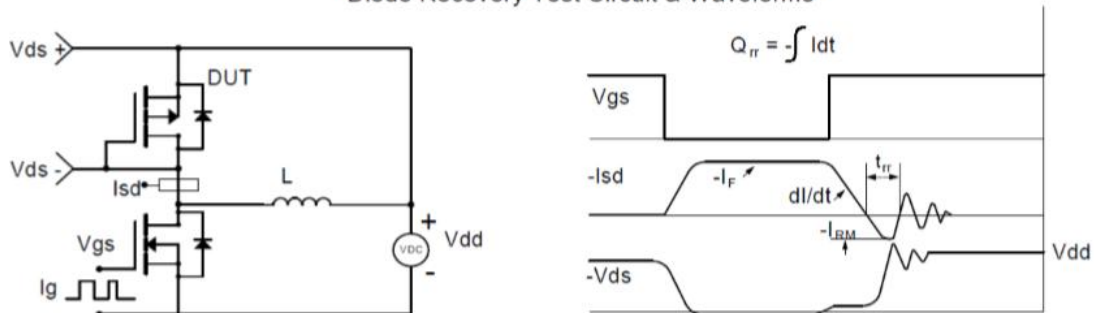 Diode Recovery Test Circuit & Waveforms
Vds +
DUT
Vds -
Isd
L
Vgs
Ig
VDC
+
Vdd
-
Qrr = -∫ Idt
Vgs
-Isd
-IF
dI/dt
trr
-IRM
Vdd
-Vds